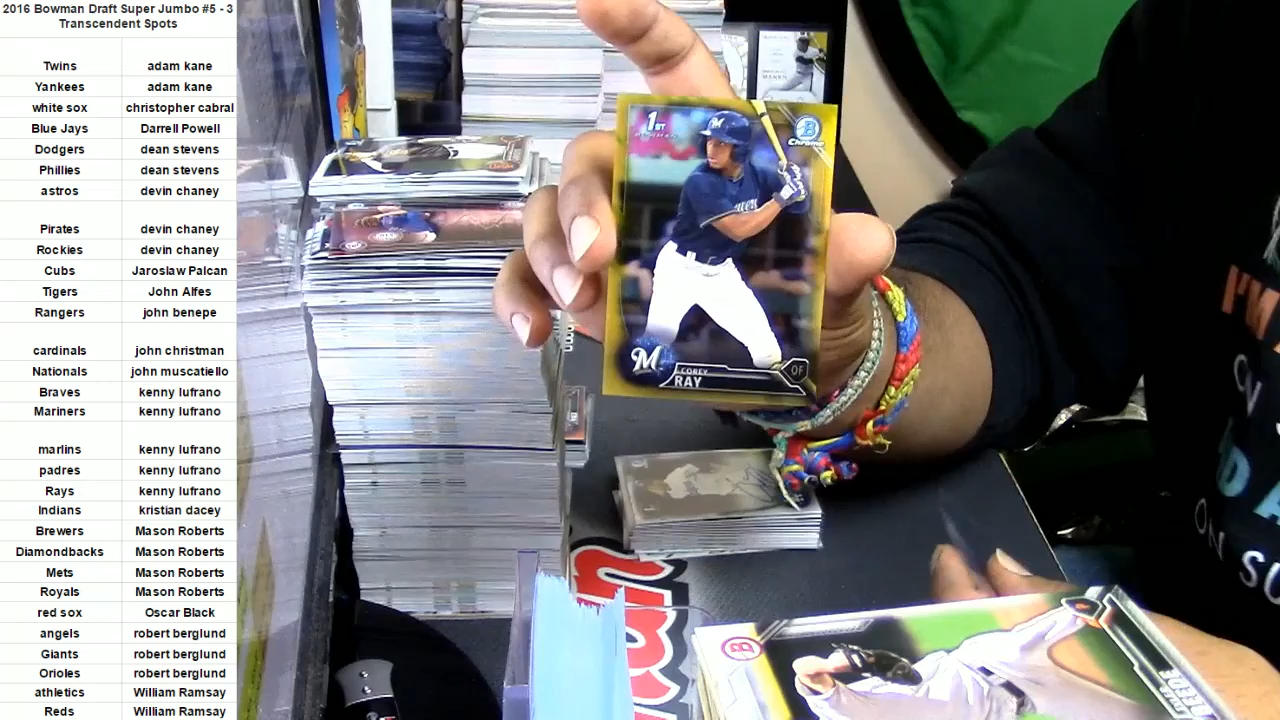 2016 Bowman Draft Super Jumbo #5 - 3
Transcendent Spots
Twins adam kane
Yankees adam kane
white sox christopher cabral
Blue Jays Darrell Powell
Dodgers dean stevens
Phillies dean stevens
astros devin chaney
Pirates devin chaney
Rockies devin chaney
Cubs Jaroslaw Palcan
Tigers John Alfes
Rangers john benepe
cardinals john christman
Nationals john muscatiello
Braves kenny lufrano
Mariners kenny lufrano
marlins kenny lufrano
padres kenny lufrano
Rays kenny lufrano
Indians kristian dacey
Brewers Mason Roberts
Diamondbacks Mason Roberts
Mets Mason Roberts
Royals Mason Roberts
red sox Oscar Black
angels robert berglund
Giants robert berglund
Orioles robert berglund
athletics William Ramsay
Reds William Ramsay
1ST
B
Chrome
M
COREY
RAY
OF
M
B
I'M
ON SU